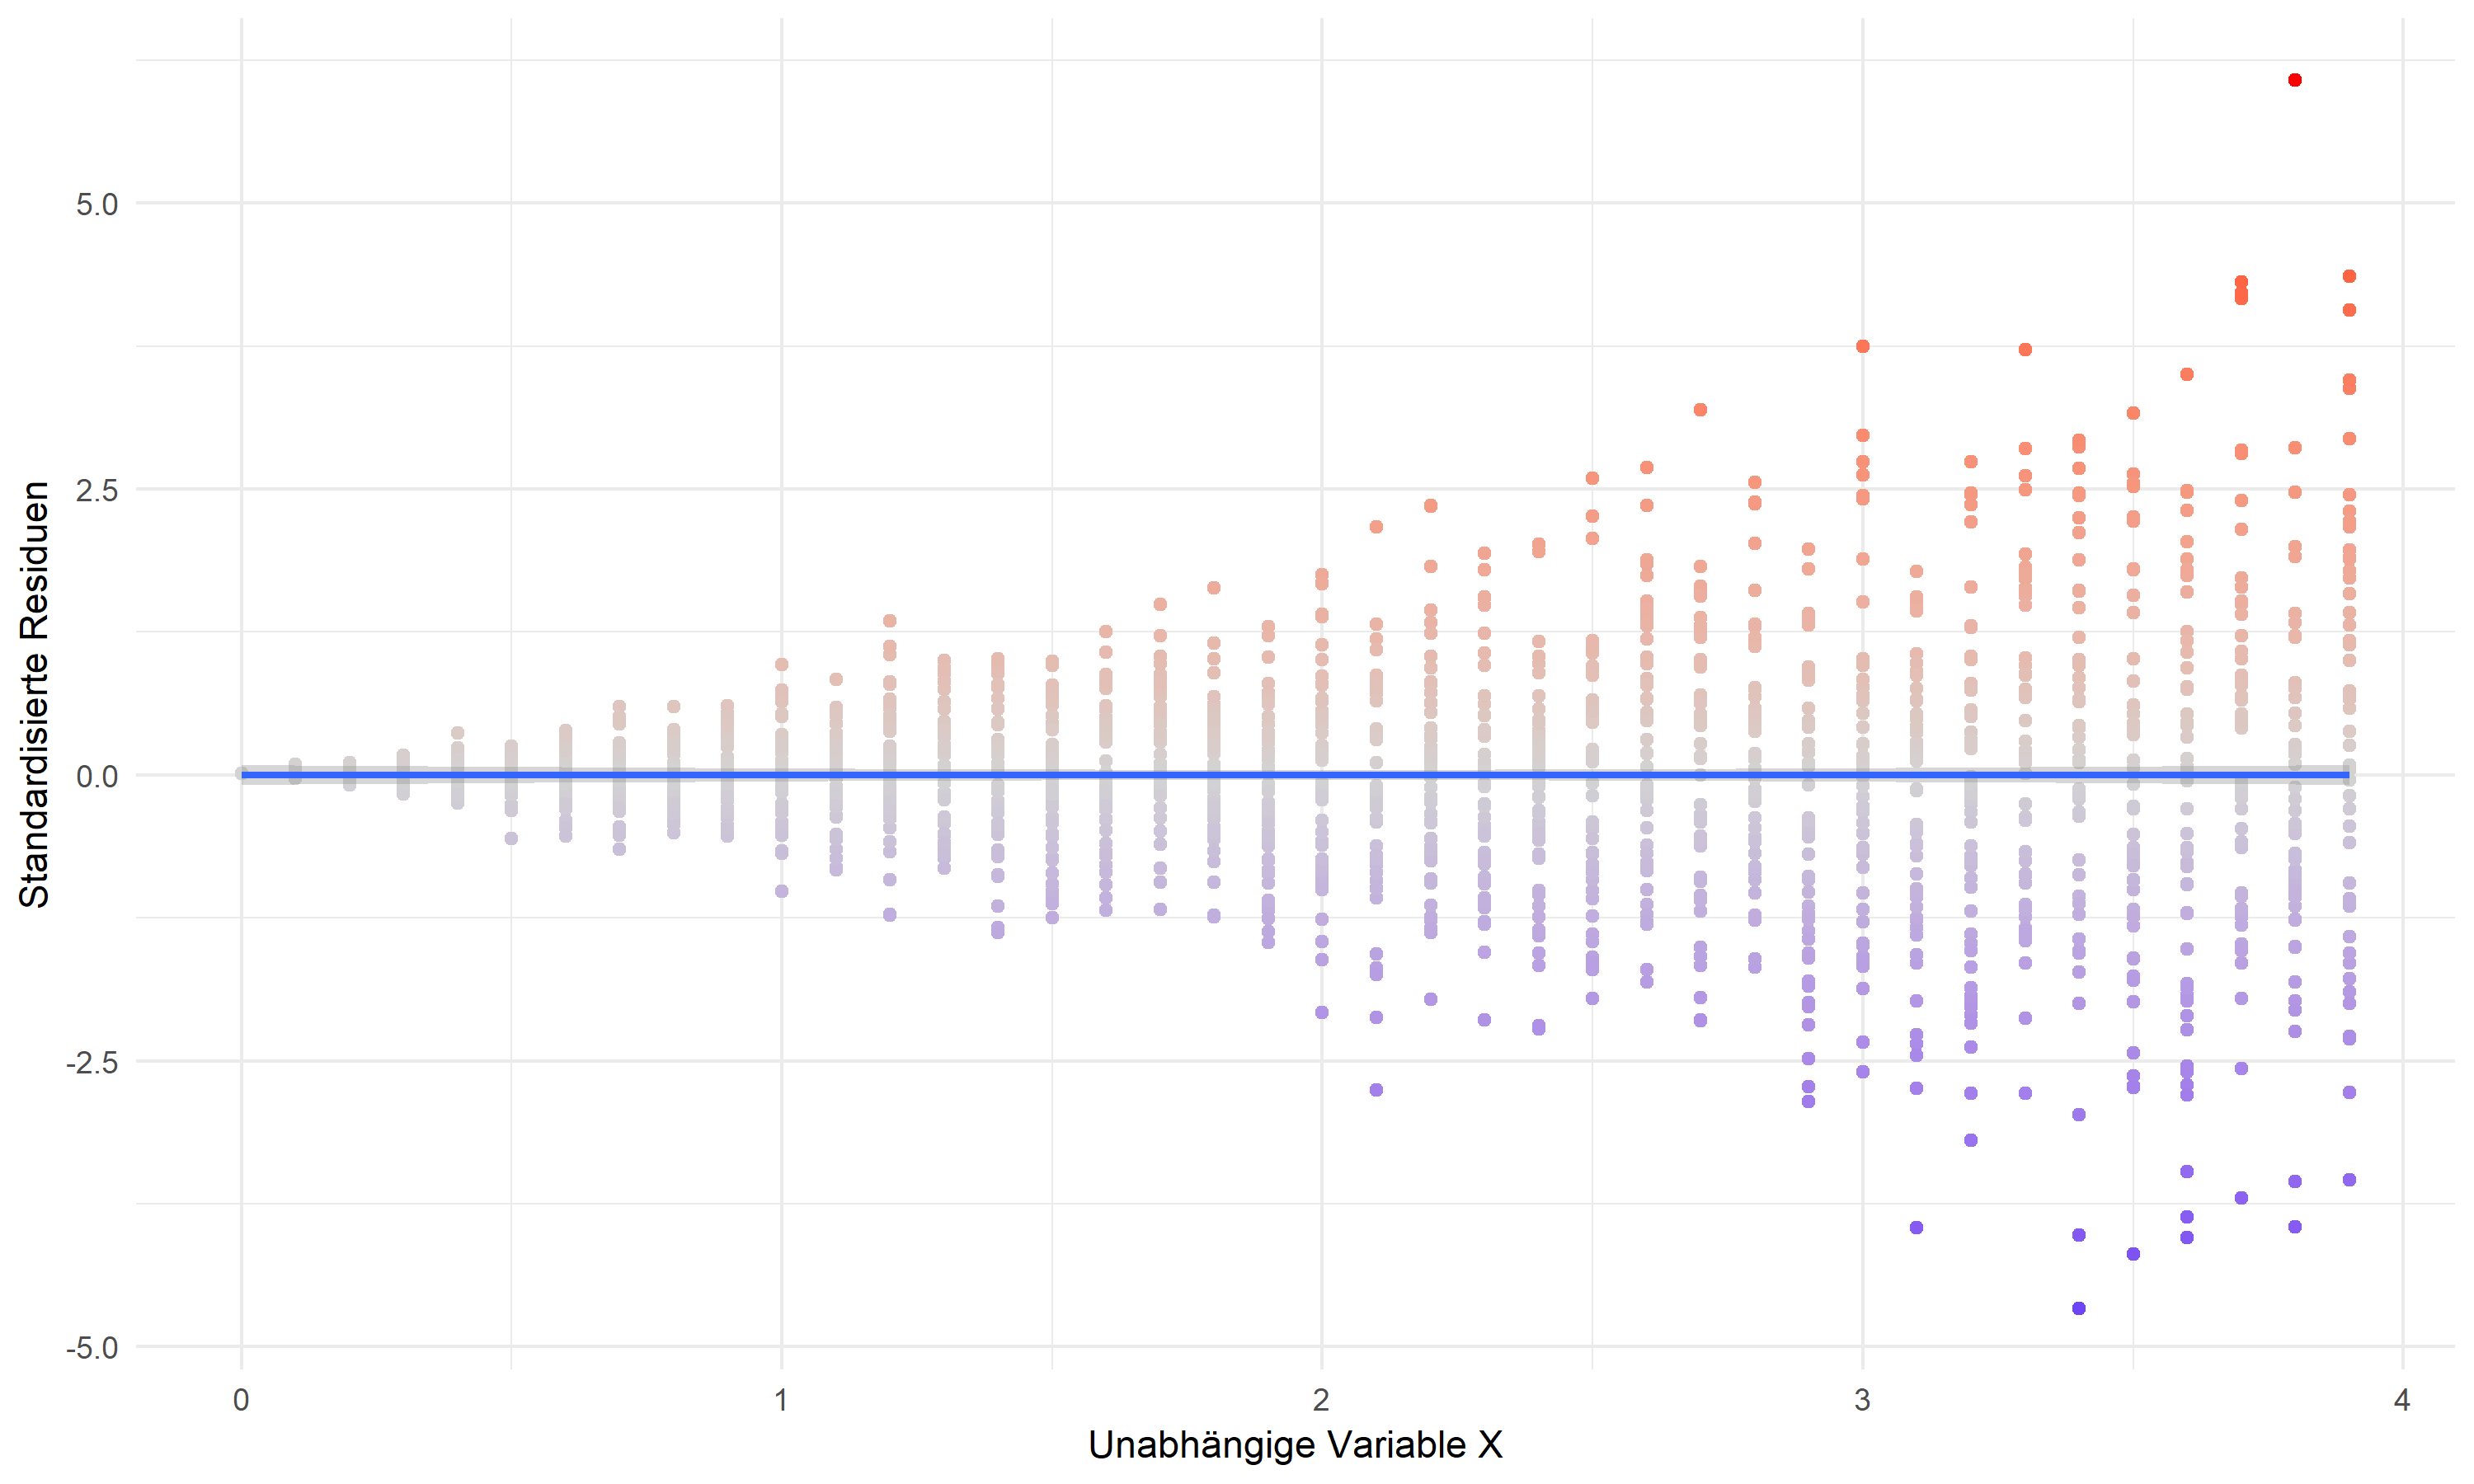 Standardisierte Residuen
5.0
2.5
0.0
-2.5
-5.0
0 1 2 3 4
Unabhängige Variable X